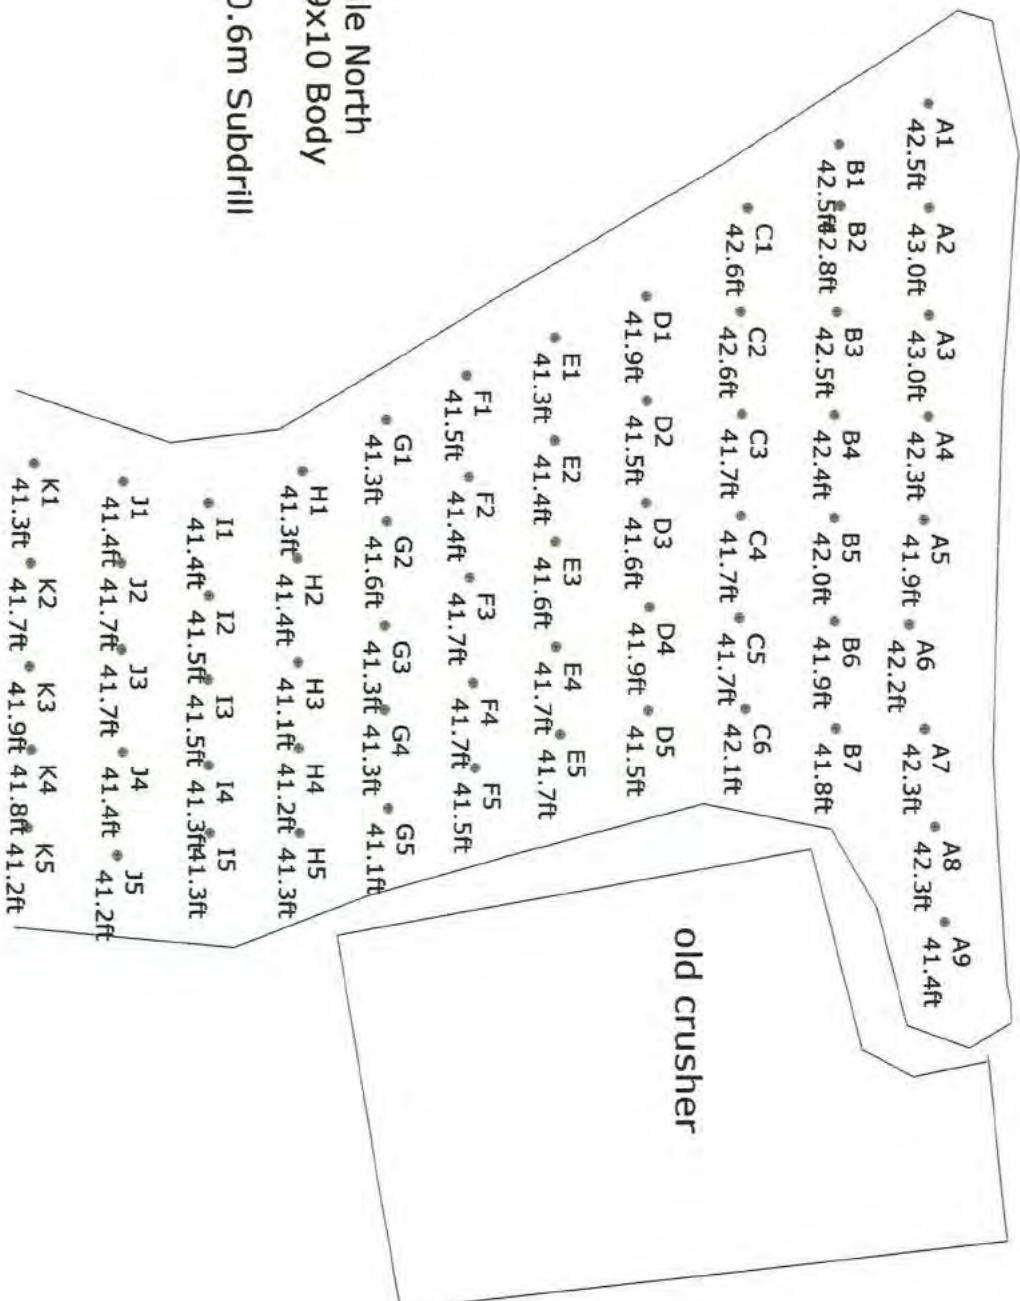 A1 A2 A3 A4 A5 A6 A7 A8 A9
42.5ft 43.0ft 43.0ft 42.3ft 41.9ft 42.2ft 42.3ft 42.3ft 41.4ft
B1 B2 B3 B4 B5 B6 B7
42.5ft 42.8ft 42.5ft 42.4ft 42.0ft 41.9ft 41.8ft
C1 C2 C3 C4 C5 C6
42.6ft 42.6ft 41.7ft 41.7ft 41.7ft 42.1ft
old crusher
D1 D2 D3 D4 D5
41.9ft 41.5ft 41.6ft 41.9ft 41.5ft
E1 E2 E3 E4 E5
41.3ft 41.4ft 41.6ft 41.7ft 41.7ft
F1 F2 F3 F4 F5
41.5ft 41.4ft 41.7ft 41.7ft 41.5ft
G1 G2 G3 G4 G5
41.3ft 41.6ft 41.3ft 41.3ft 41.1ft
le North
9x10 Body
H1 H2 H3 H4 H5
41.3ft 41.4ft 41.1ft 41.2ft 41.3ft
0.6m Subdrill
I1 I2 I3 I4 I5
41.4ft 41.5ft 41.5ft 41.3ft 41.3ft
J1 J2 J3 J4 J5
41.4ft 41.7ft 41.7ft 41.4ft 41.2ft
K1 K2 K3 K4 K5
41.3ft 41.7ft 41.9ft 41.8ft 41.2ft